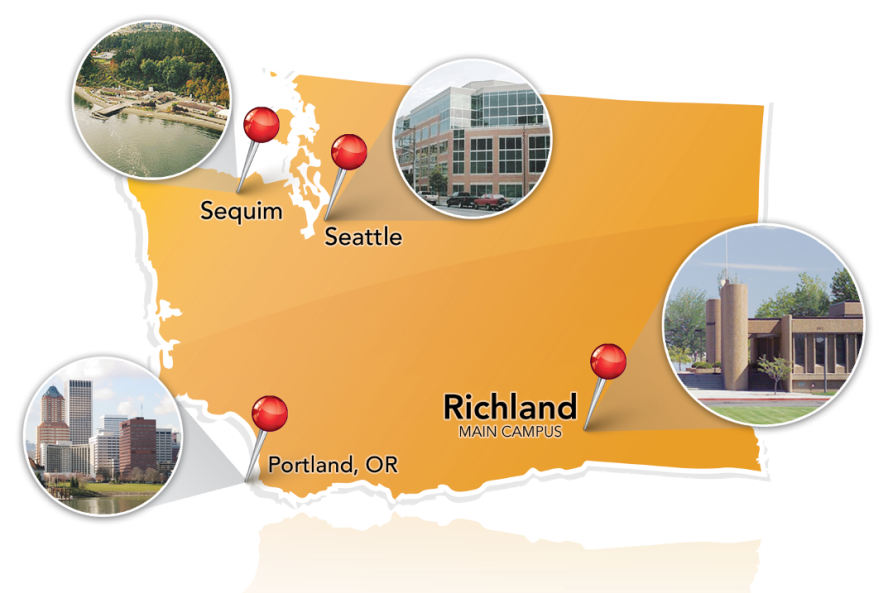 Sequim
Seattle
Richland
MAIN CAMPUS
Portland, OR